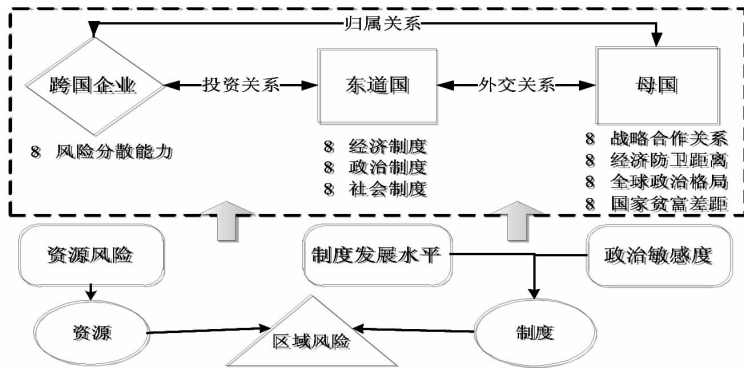 归属关系
跨国企业
投资关系
东道国
外交关系
母国
8 风险分散能力
8 经济制度
8 政治制度
8 社会制度
8 战略合作关系
8 经济防卫距离
8 全球政治格局
8 国家贫富差距
资源风险
制度发展水平
政治敏感度
资源
区域风险
制度